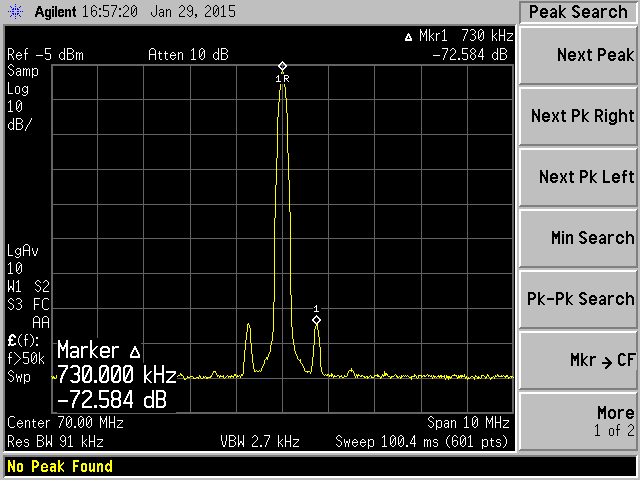 Agilent 16:57:20 Jan 29, 2015
Peak Search
Δ Mkr1 730 kHz
Ref -5 dBm Atten 10 dB -72.584 dB
Samp
Log
10
dB/
1R
Next Peak
Next Pk Right
Next Pk Left
Min Search
LgAv
10
W1 S2
S3 FC
AA
£(f):
f>50k
Swp
1
Marker Δ
730.000 kHz
-72.584 dB
Pk-Pk Search
Mkr → CF
More
1 of 2
Center 70.00 MHz Span 10 MHz
Res BW 91 kHz VBW 2.7 kHz Sweep 100.4 ms (601 pts)
No Peak Found